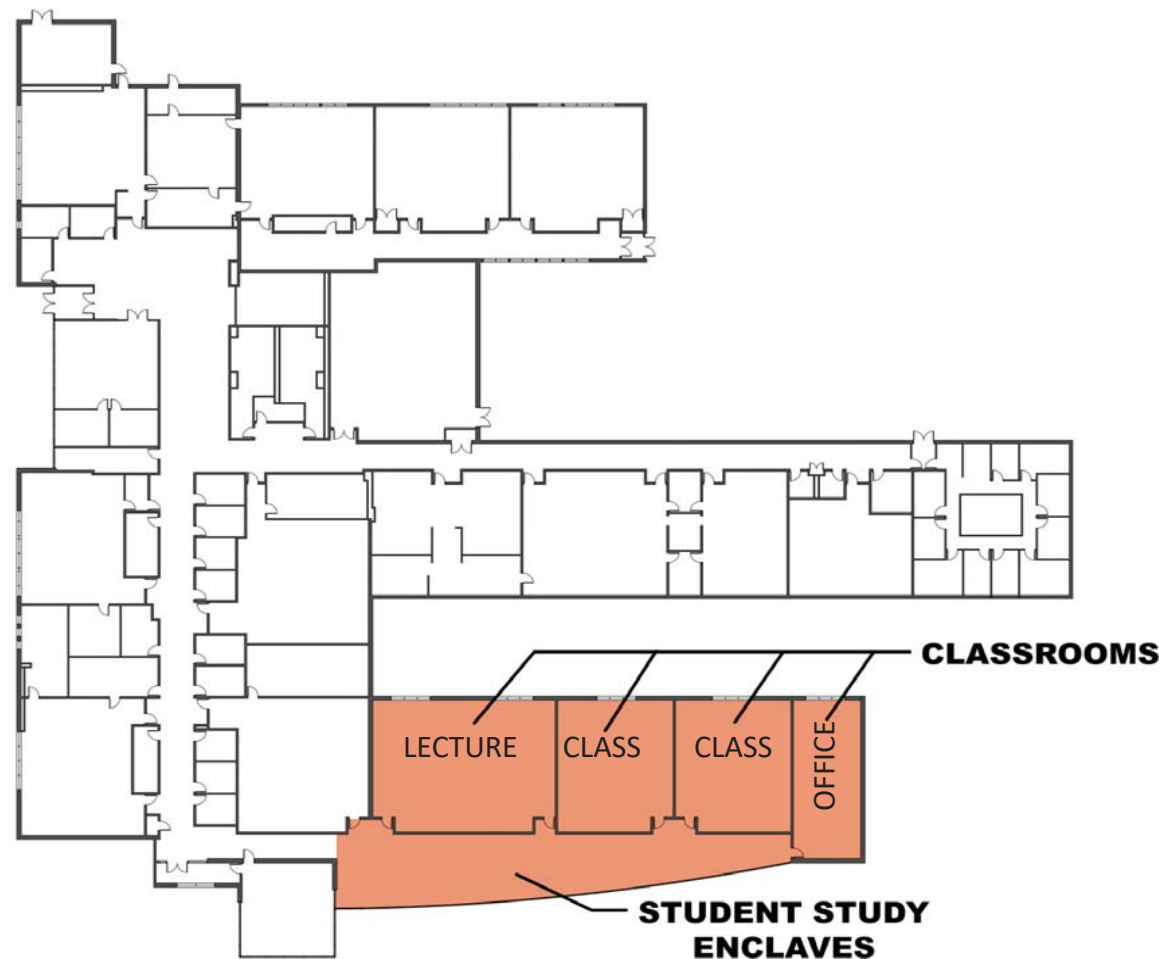 CLASSROOMS
LECTURE
CLASS
CLASS
OFFICE
STUDENT STUDY
ENCLAVES